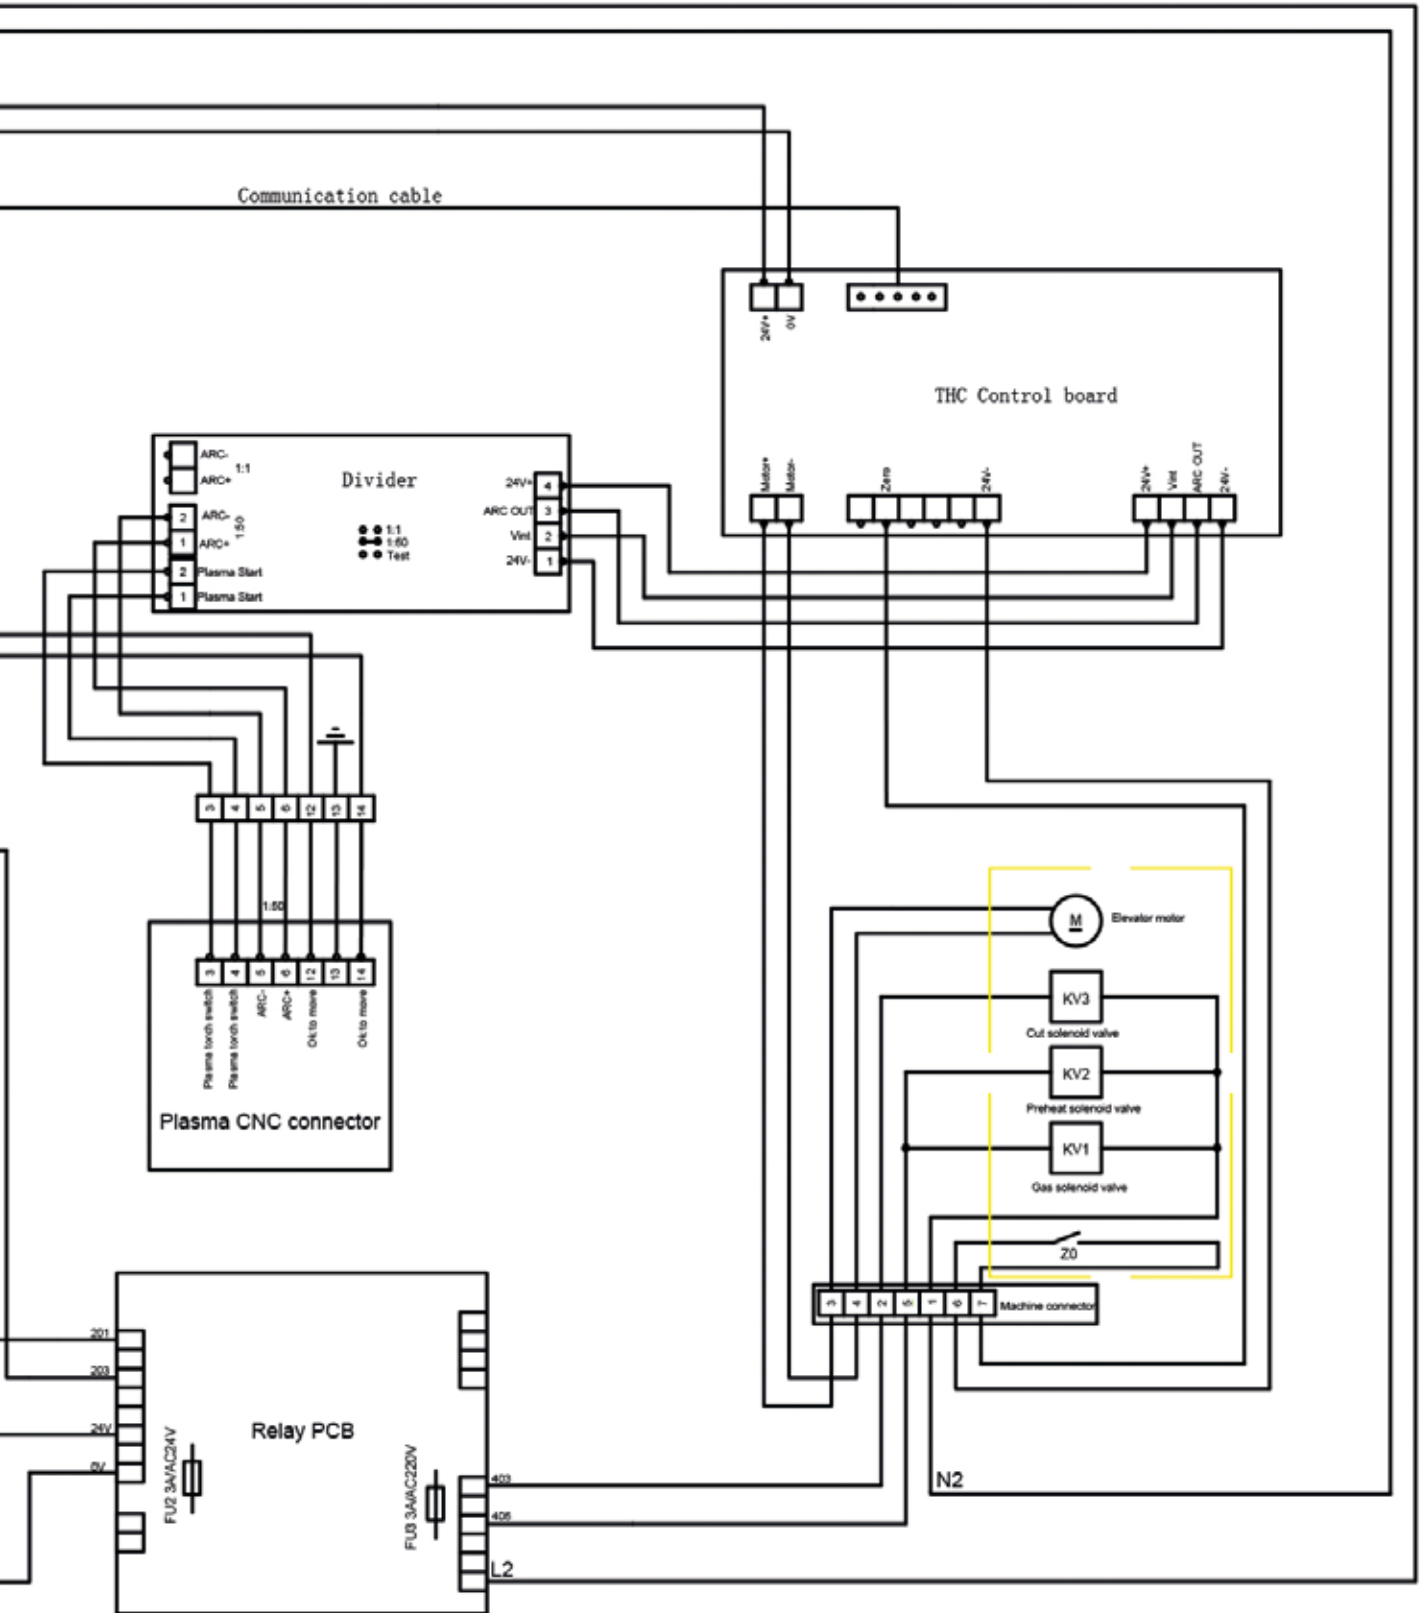 Communication cable
24V+
0V
THC Control board
Motor+
Motor-
Zero
24V-
24V+
Vint
ARC OUT
24V-
ARC-
1:1
ARC+
2
ARC-
1:50
1
ARC+
2
Plasma Start
1
Plasma Start
Divider
1:1
1:50
Test
24V+
4
ARC OUT
3
Vint
2
24V-
1
3
4
5
6
12
13
14
1:50
3
4
5
6
12
13
14
Plasma torch switch
Plasma torch switch
ARC-
ARC+
Ok to move
Ok to move
Plasma CNC connector
M
Elevator motor
KV3
Cut solenoid valve
KV2
Preheat solenoid valve
KV1
Gas solenoid valve
Z0
3
4
2
5
1
6
7
Machine connector
201
203
24V
0V
Relay PCB
FU2 3A/AC24V
FU3 3A/AC220V
403
405
L2
N2